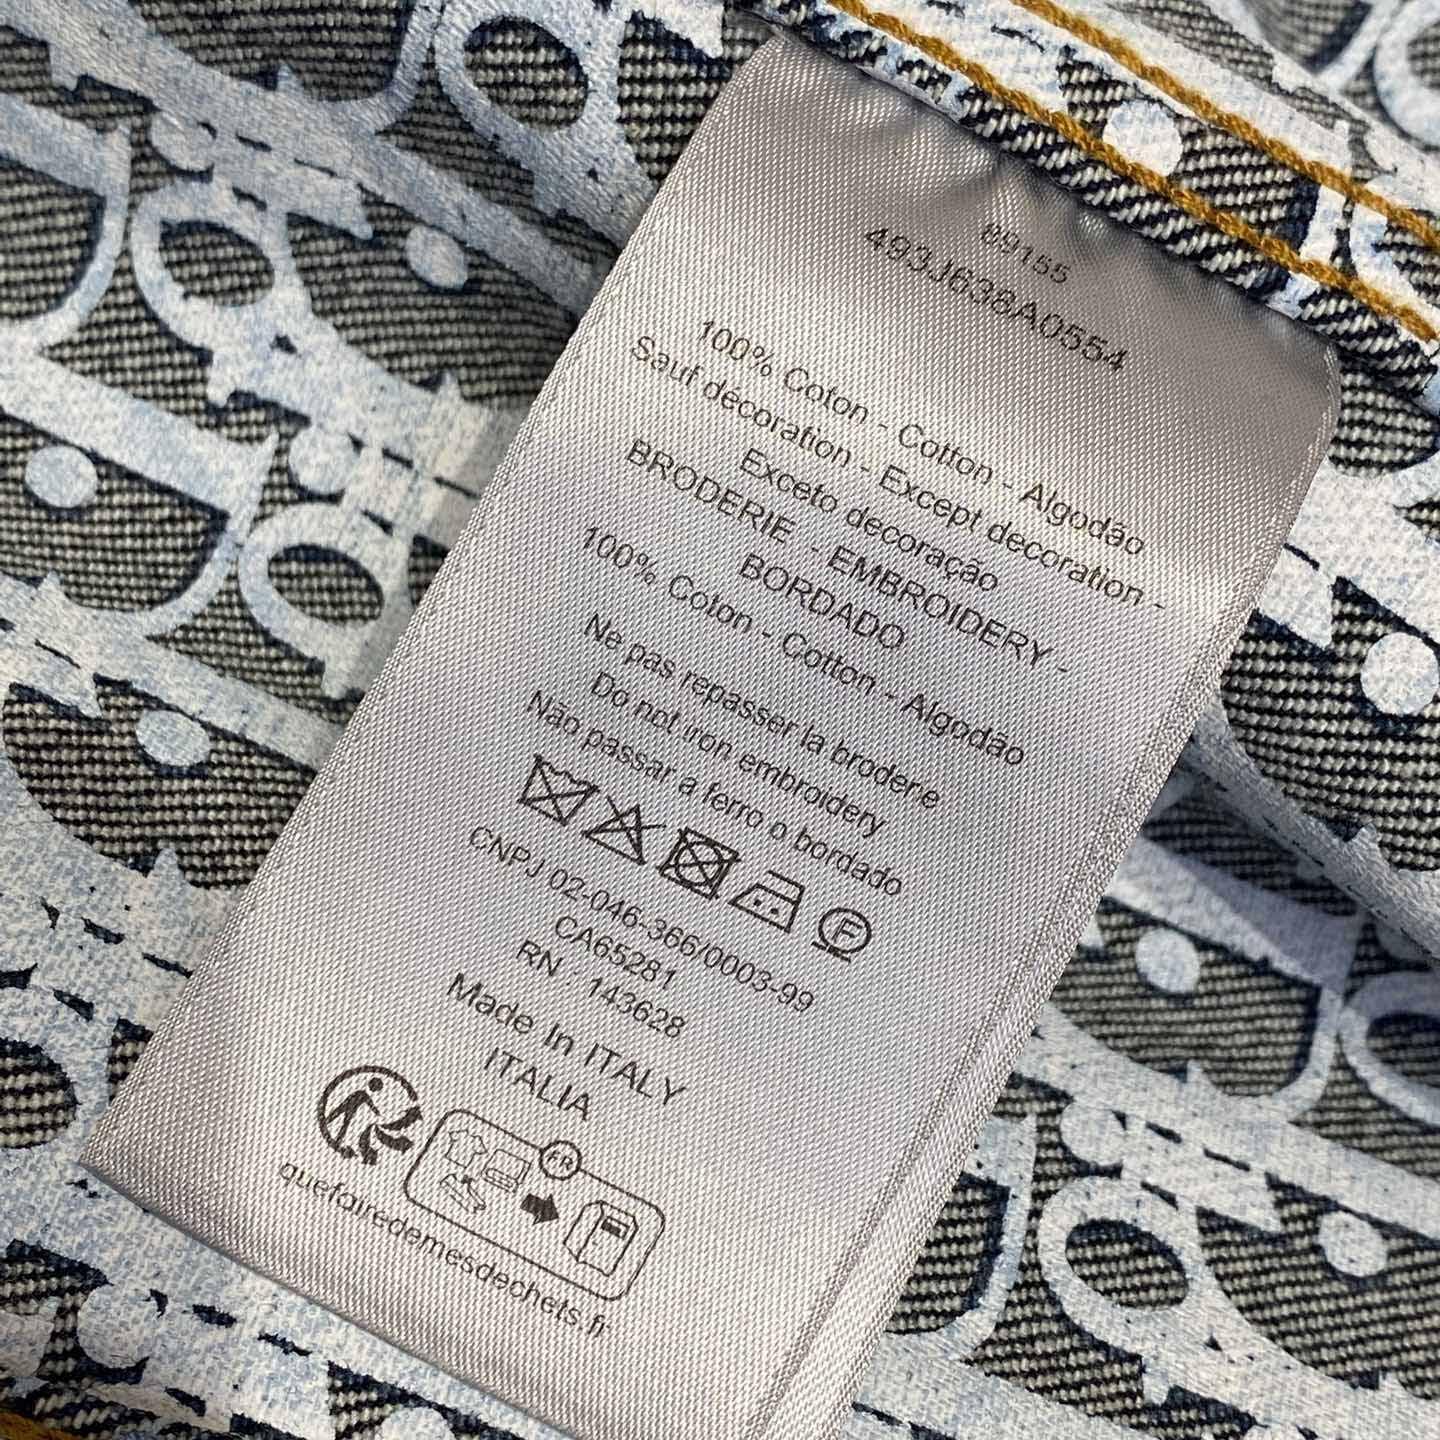 89155
493J638A0554
100% Coton - Cotton - Algodão
Sauf décoration - Except decoration -
Exceto decoração
BRODERIE - EMBROIDERY -
BORDADO
100% Coton - Cotton - Algodão
Ne pas repasser la broderie
Do not iron embroidery
Não passar a ferro o bordado
F
CNPJ 02-046-366/0003-99
CA65281
RN : 143628
Made In ITALY
ITALIA
FR
quefairedemesdechets.fr